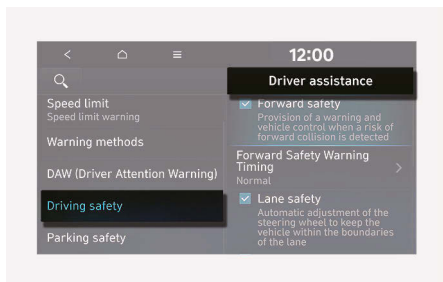 12:00
Driver assistance
Speed limit
Speed limit warning
Warning methods
DAW (Driver Attention Warning)
Driving safety
Parking safety
Forward safety
Provision of a warning and
vehicle control when a risk of
forward collision is detected
Forward Safety Warning
Timing
Normal
Lane safety
Automatic adjustment of the
steering wheel to keep the
vehicle within the boundaries
of the lane